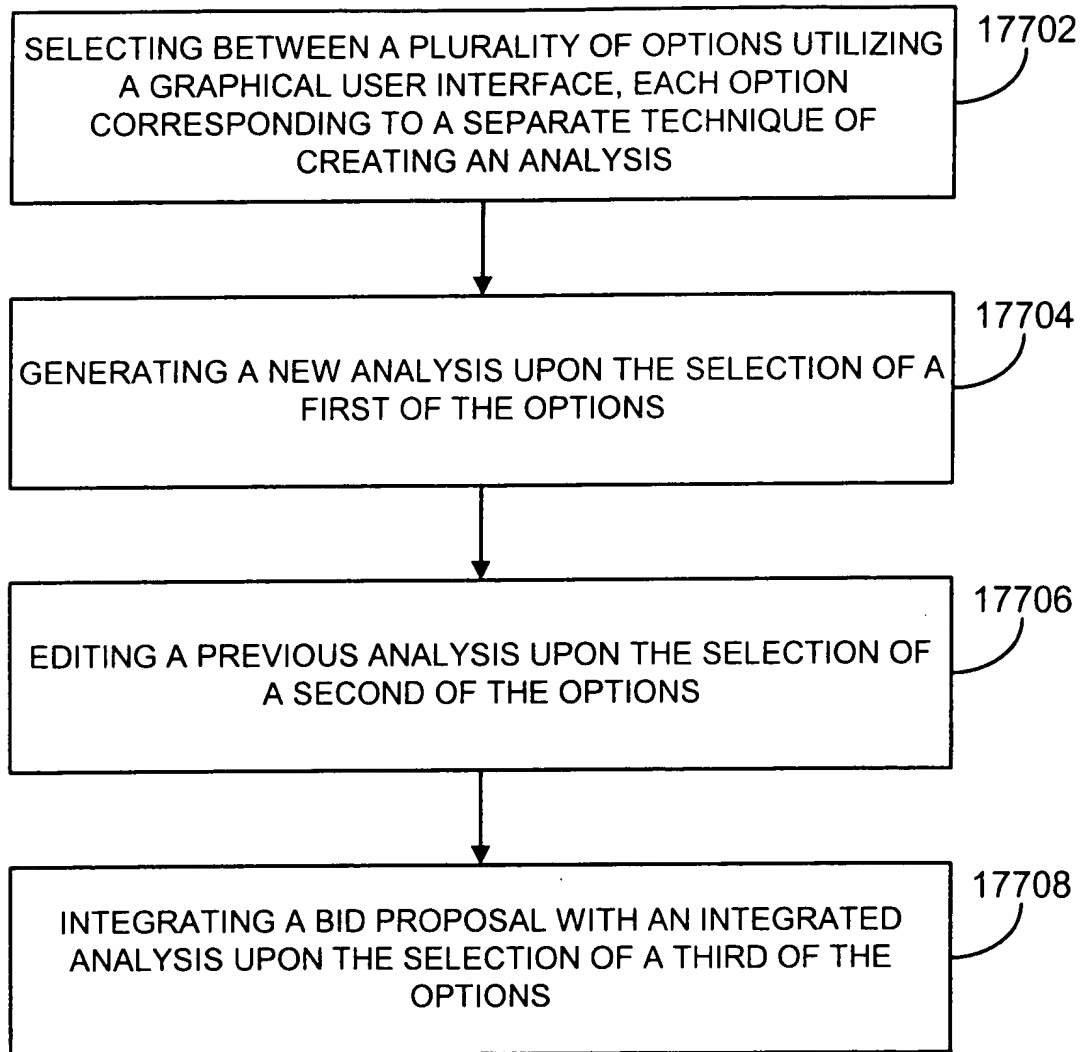 SELECTING BETWEEN A PLURALITY OF OPTIONS UTILIZING
A GRAPHICAL USER INTERFACE, EACH OPTION
CORRESPONDING TO A SEPARATE TECHNIQUE OF
CREATING AN ANALYSIS
17702
GENERATING A NEW ANALYSIS UPON THE SELECTION OF A
FIRST OF THE OPTIONS
17704
EDITING A PREVIOUS ANALYSIS UPON THE SELECTION OF
A SECOND OF THE OPTIONS
17706
INTEGRATING A BID PROPOSAL WITH AN INTEGRATED
ANALYSIS UPON THE SELECTION OF A THIRD OF THE
OPTIONS
17708